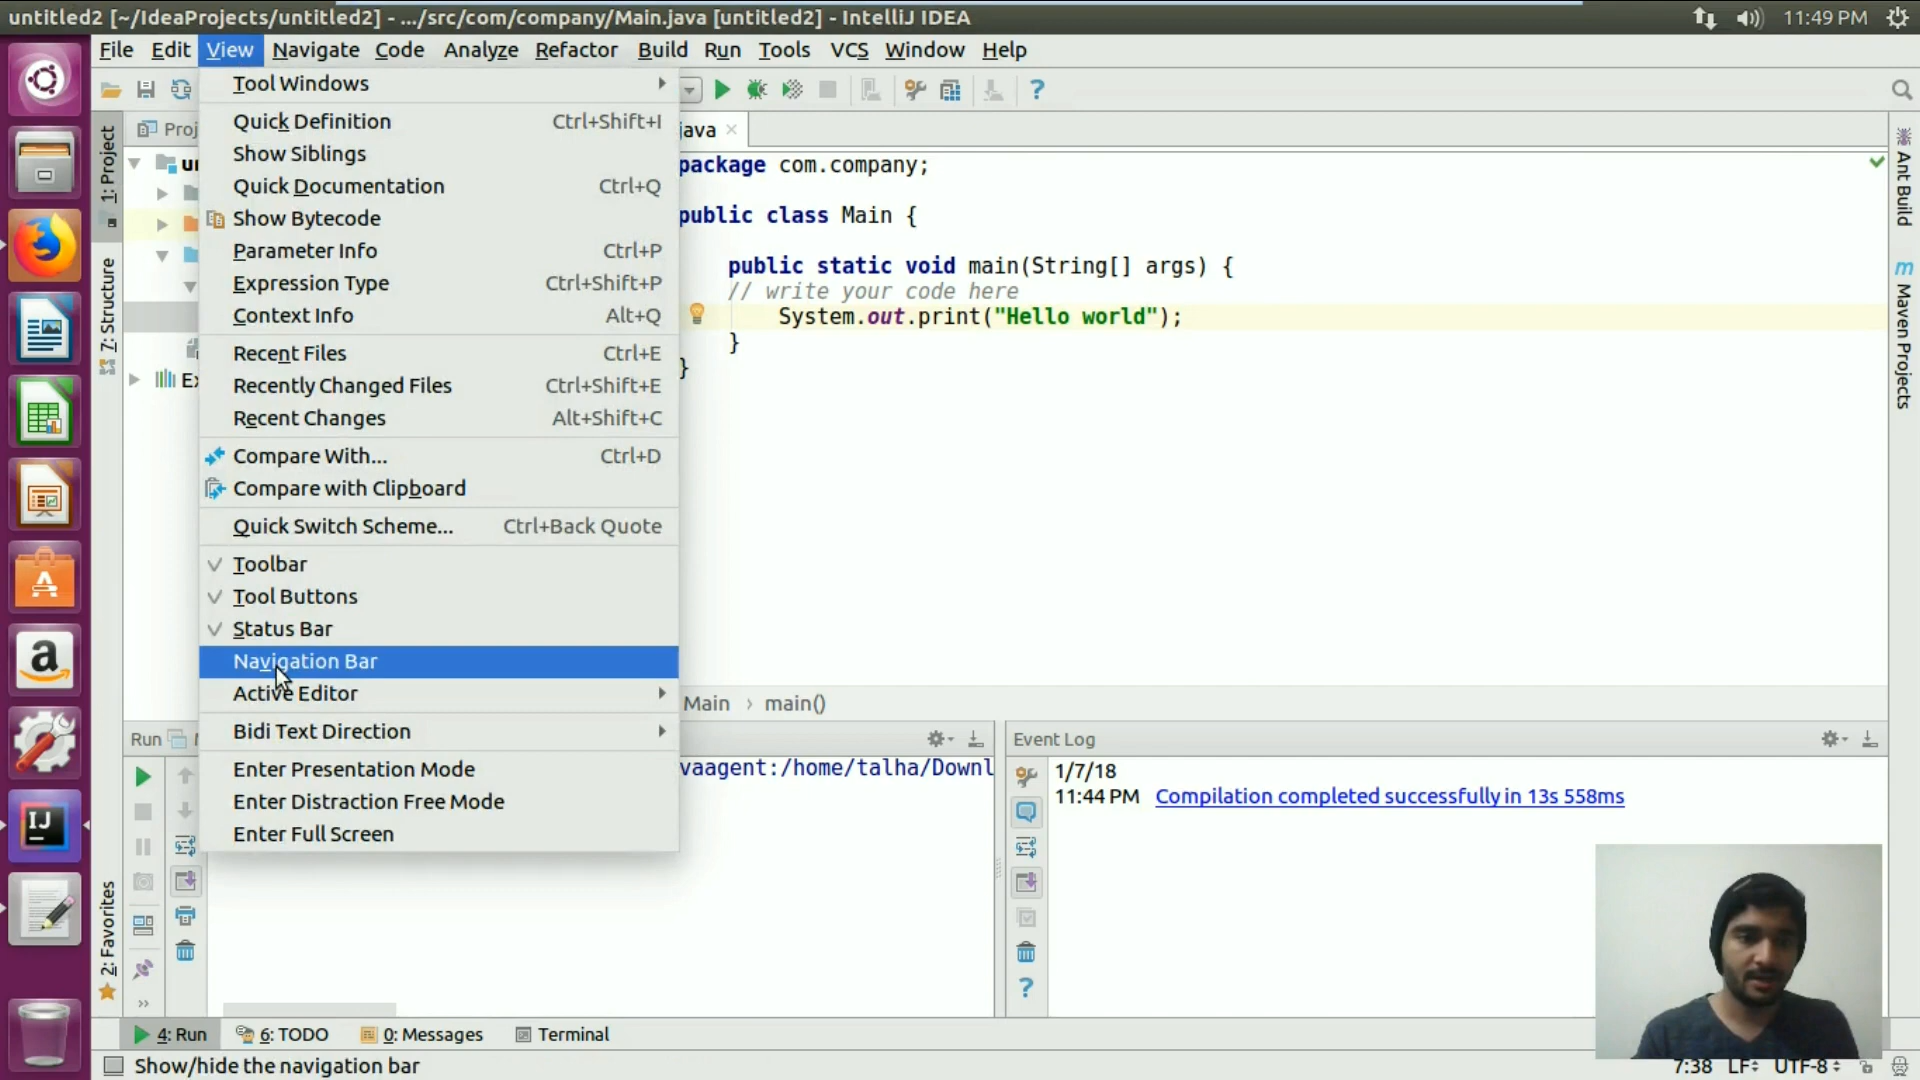 untitled2 [~/IdeaProjects/untitled2] - .../src/com/company/Main.java [untitled2] - IntelliJ IDEA
11:49 PM
File Edit View Navigate Code Analyze Refactor Build Run Tools VCS Window Help
Tool Windows
Quick Definition Ctrl+Shift+I
Show Siblings
Quick Documentation Ctrl+Q
Show Bytecode
Parameter Info Ctrl+P
Expression Type Ctrl+Shift+P
Context Info Alt+Q
Recent Files Ctrl+E
Recently Changed Files Ctrl+Shift+E
Recent Changes Alt+Shift+C
Compare With... Ctrl+D
Compare with Clipboard
Quick Switch Scheme... Ctrl+Back Quote
Toolbar
Tool Buttons
Status Bar
Navigation Bar
Active Editor
Bidi Text Direction
Enter Presentation Mode
Enter Distraction Free Mode
Enter Full Screen
1: Project
7: Structure
2: Favorites
Proj
un
Ex
java
package com.company;
public class Main {
public static void main(String[] args) {
// write your code here
System.out.print("Hello world");
}
}
Main › main()
Ant Build
Maven Projects
m
Run
vaagent:/home/talha/Downl
Event Log
1/7/18
11:44 PM Compilation completed successfully in 13s 558ms
4: Run 6: TODO 0: Messages Terminal
Show/hide the navigation bar
7:38 LF UTF-8
IJ
a